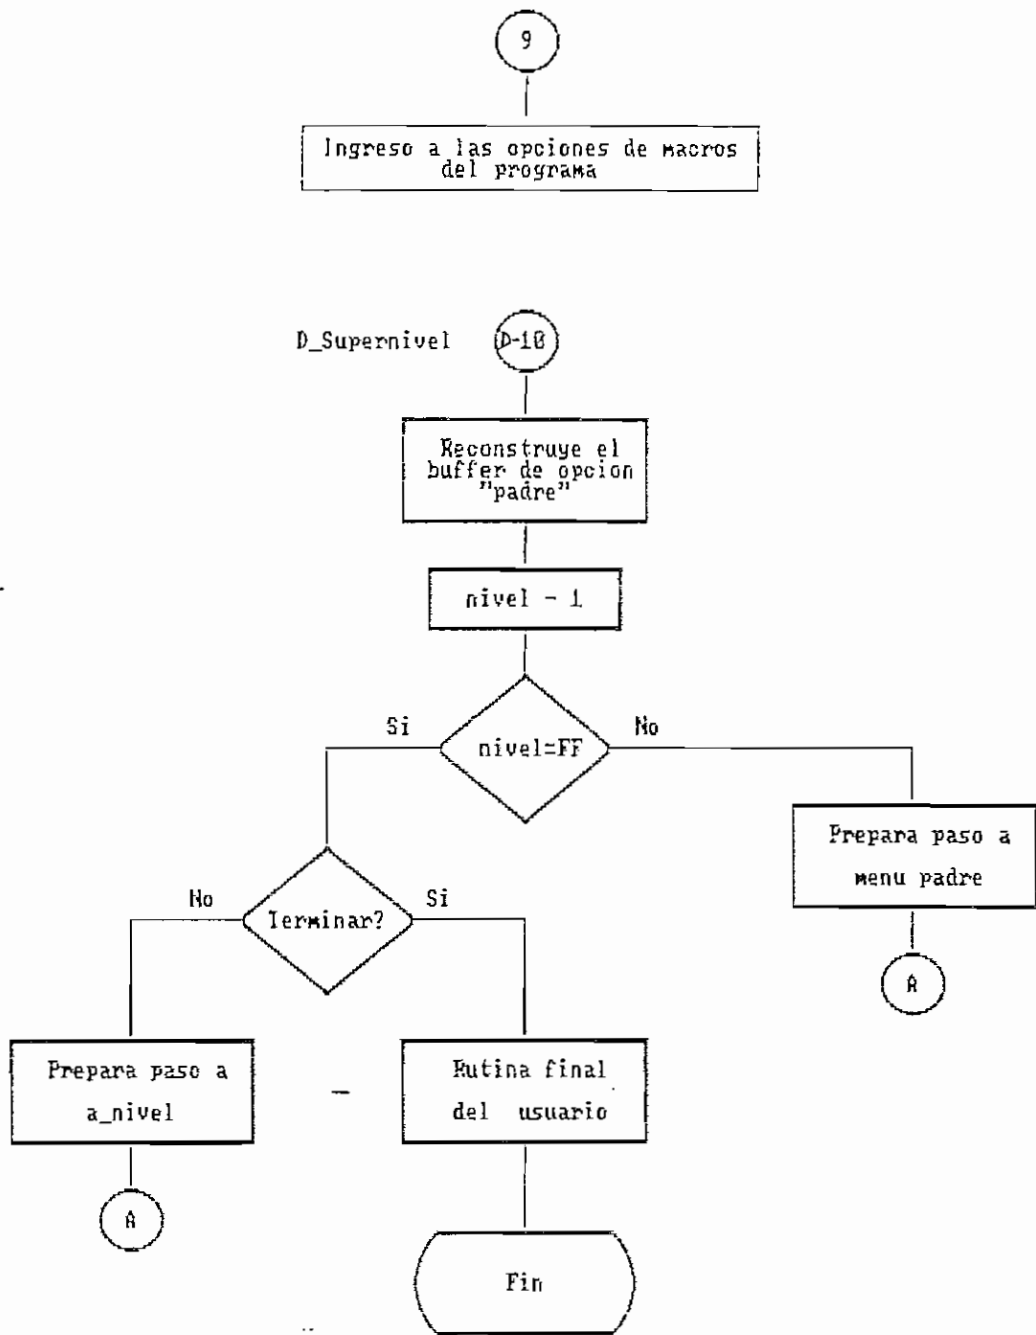 9
Ingreso a las opciones de macros
del programa
D_Supernivel
D-10
Reconstruye el
buffer de opcion
"padre"
nivel - 1
Si
nivel=FF
No
Prepara paso a
menu padre
No
Terminar?
Si
A
Prepara paso a
a_nivel
Rutina final
del usuario
A
Fin